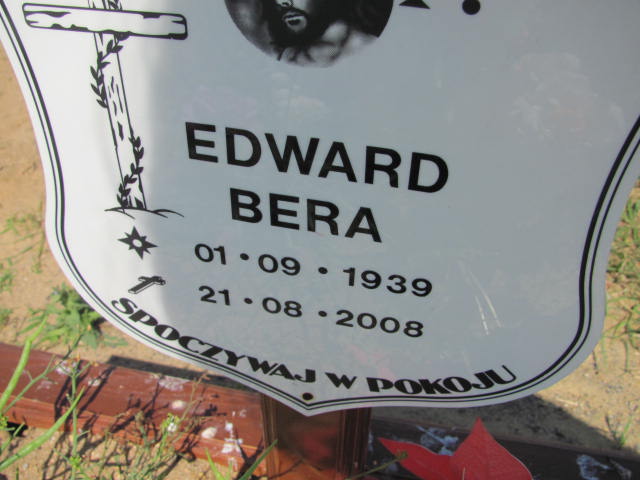 EDWARD
BERA
01 · 09 · 1939
21 · 08 · 2008
SPOCZYWAJ W POKOJU